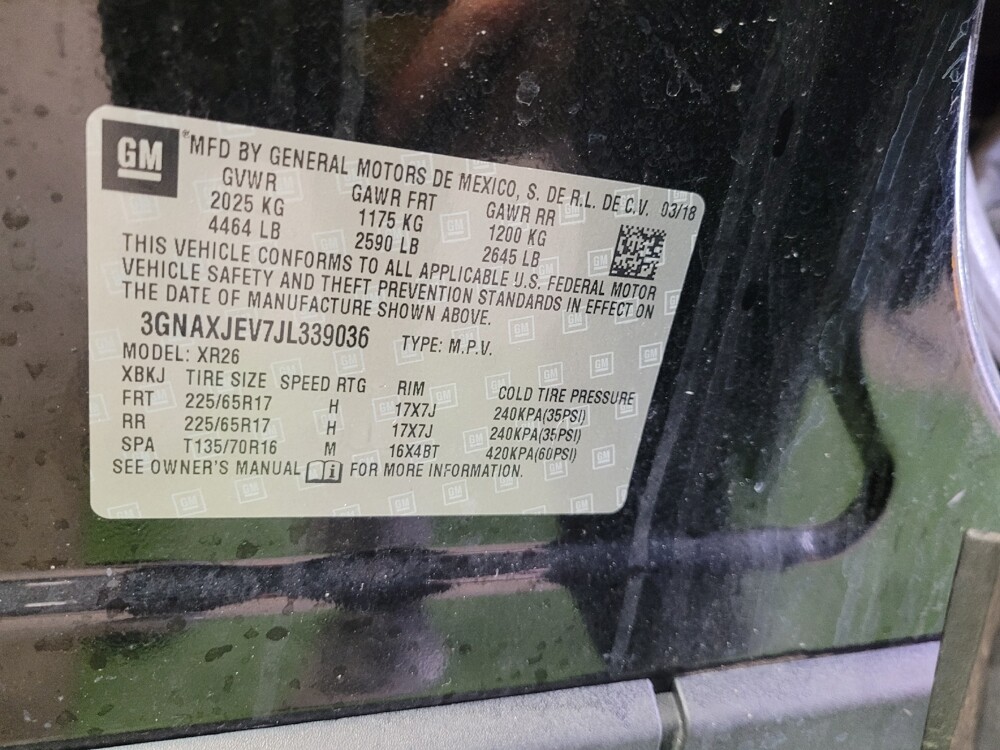 GM
*MFD BY GENERAL MOTORS DE MEXICO, S. DE R.L. DE C.V. 03/18
GVWR GAWR FRT GAWR RR
2025 KG 1175 KG 1200 KG
4464 LB 2590 LB 2645 LB
THIS VEHICLE CONFORMS TO ALL APPLICABLE U.S. FEDERAL MOTOR
VEHICLE SAFETY AND THEFT PREVENTION STANDARDS IN EFFECT ON
THE DATE OF MANUFACTURE SHOWN ABOVE.
3GNAXJEV7JL339036 TYPE: M.P.V.
MODEL: XR26
XBKJ TIRE SIZE SPEED RTG RIM COLD TIRE PRESSURE
FRT 225/65R17 H 17X7J 240KPA(35PSI)
RR 225/65R17 H 17X7J 240KPA(35PSI)
SPA T135/70R16 M 16X4BT 420KPA(60PSI)
SEE OWNER'S MANUAL i FOR MORE INFORMATION.